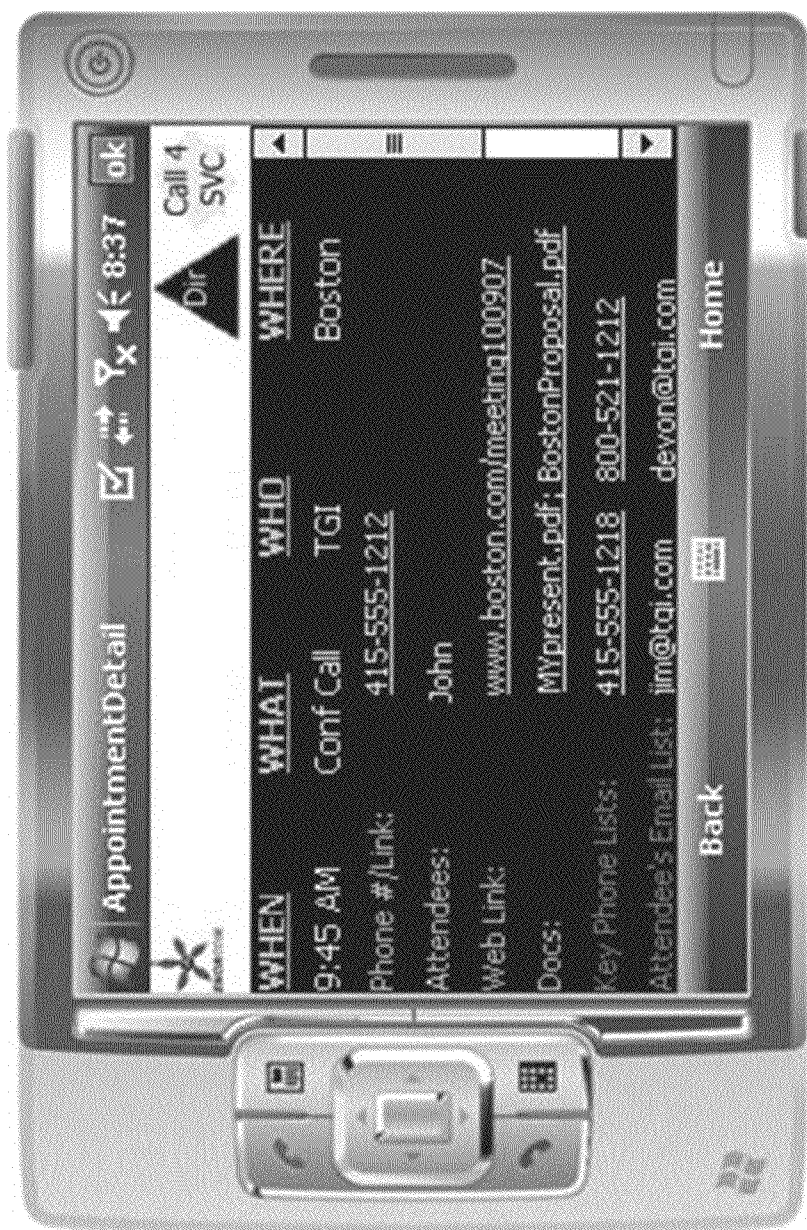 AppointmentDetail 8:37 ok
Dir
Call 4
SVC
WHEN WHAT WHO WHERE
9:45 AM Conf Call TGI Boston
Phone #/Link: 415-555-1212
Attendees: John
Web Link: www.boston.com/meeting100907
Docs: MYpresent.pdf; BostonProposal.pdf
Key Phone Lists: 415-555-1218 800-521-1212
Attendee's Email List: jim@tgi.com devon@tgi.com
Back Home